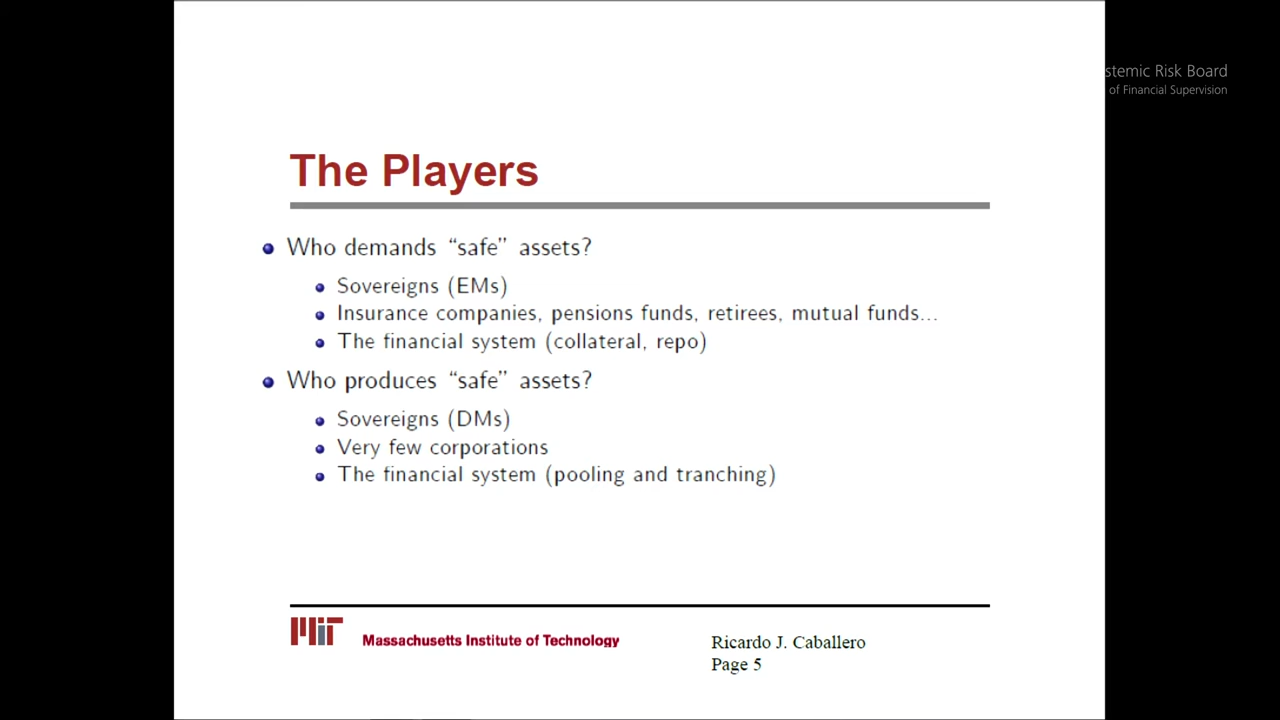 stemic Risk Board
of Financial Supervision
The Players
Who demands “safe” assets?
Sovereigns (EMs)
Insurance companies, pensions funds, retirees, mutual funds...
The financial system (collateral, repo)
Who produces “safe” assets?
Sovereigns (DMs)
Very few corporations
The financial system (pooling and tranching)
MIT Massachusetts Institute of Technology
Ricardo J. Caballero
Page 5